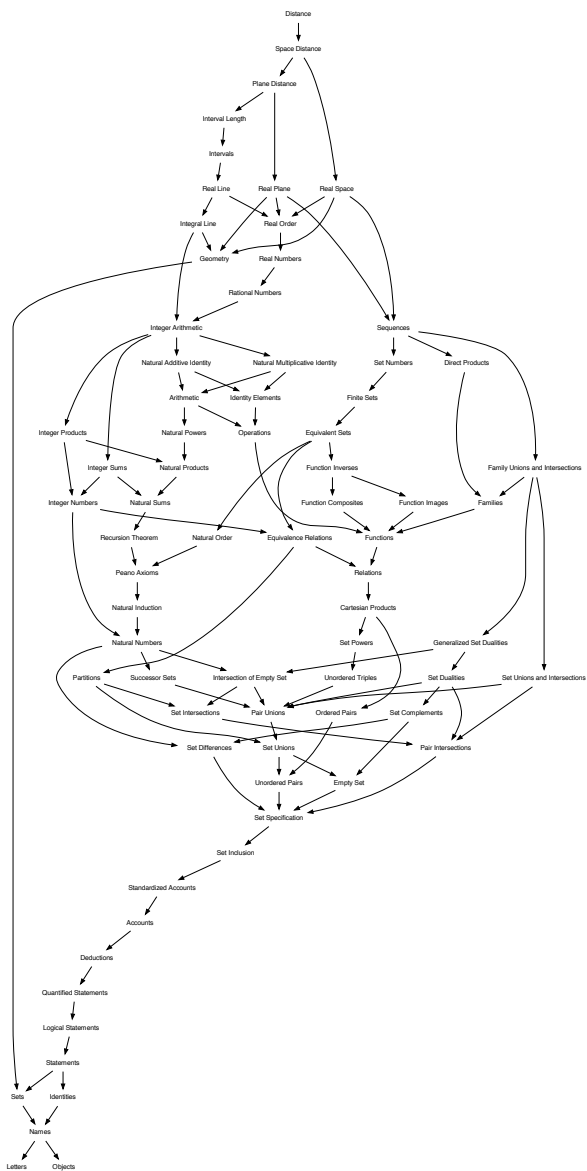 Distance
Space Distance
Plane Distance
Interval Length
Intervals
Real Line
Real Plane
Real Space
Integral Line
Real Order
Geometry
Real Numbers
Rational Numbers
Integer Arithmetic
Sequences
Natural Additive Identity
Natural Multiplicative Identity
Set Numbers
Direct Products
Arithmetic
Identity Elements
Finite Sets
Integer Products
Natural Powers
Operations
Equivalent Sets
Integer Sums
Natural Products
Function Inverses
Family Unions and Intersections
Integer Numbers
Natural Sums
Function Composites
Function Images
Families
Recursion Theorem
Natural Order
Equivalence Relations
Functions
Peano Axioms
Relations
Natural Induction
Cartesian Products
Natural Numbers
Set Powers
Generalized Set Dualities
Partitions
Successor Sets
Intersection of Empty Set
Unordered Triples
Set Dualities
Set Unions and Intersections
Set Intersections
Pair Unions
Ordered Pairs
Set Complements
Set Differences
Set Unions
Pair Intersections
Unordered Pairs
Empty Set
Set Specification
Set Inclusion
Standardized Accounts
Accounts
Deductions
Quantified Statements
Logical Statements
Statements
Sets
Identities
Names
Letters
Objects